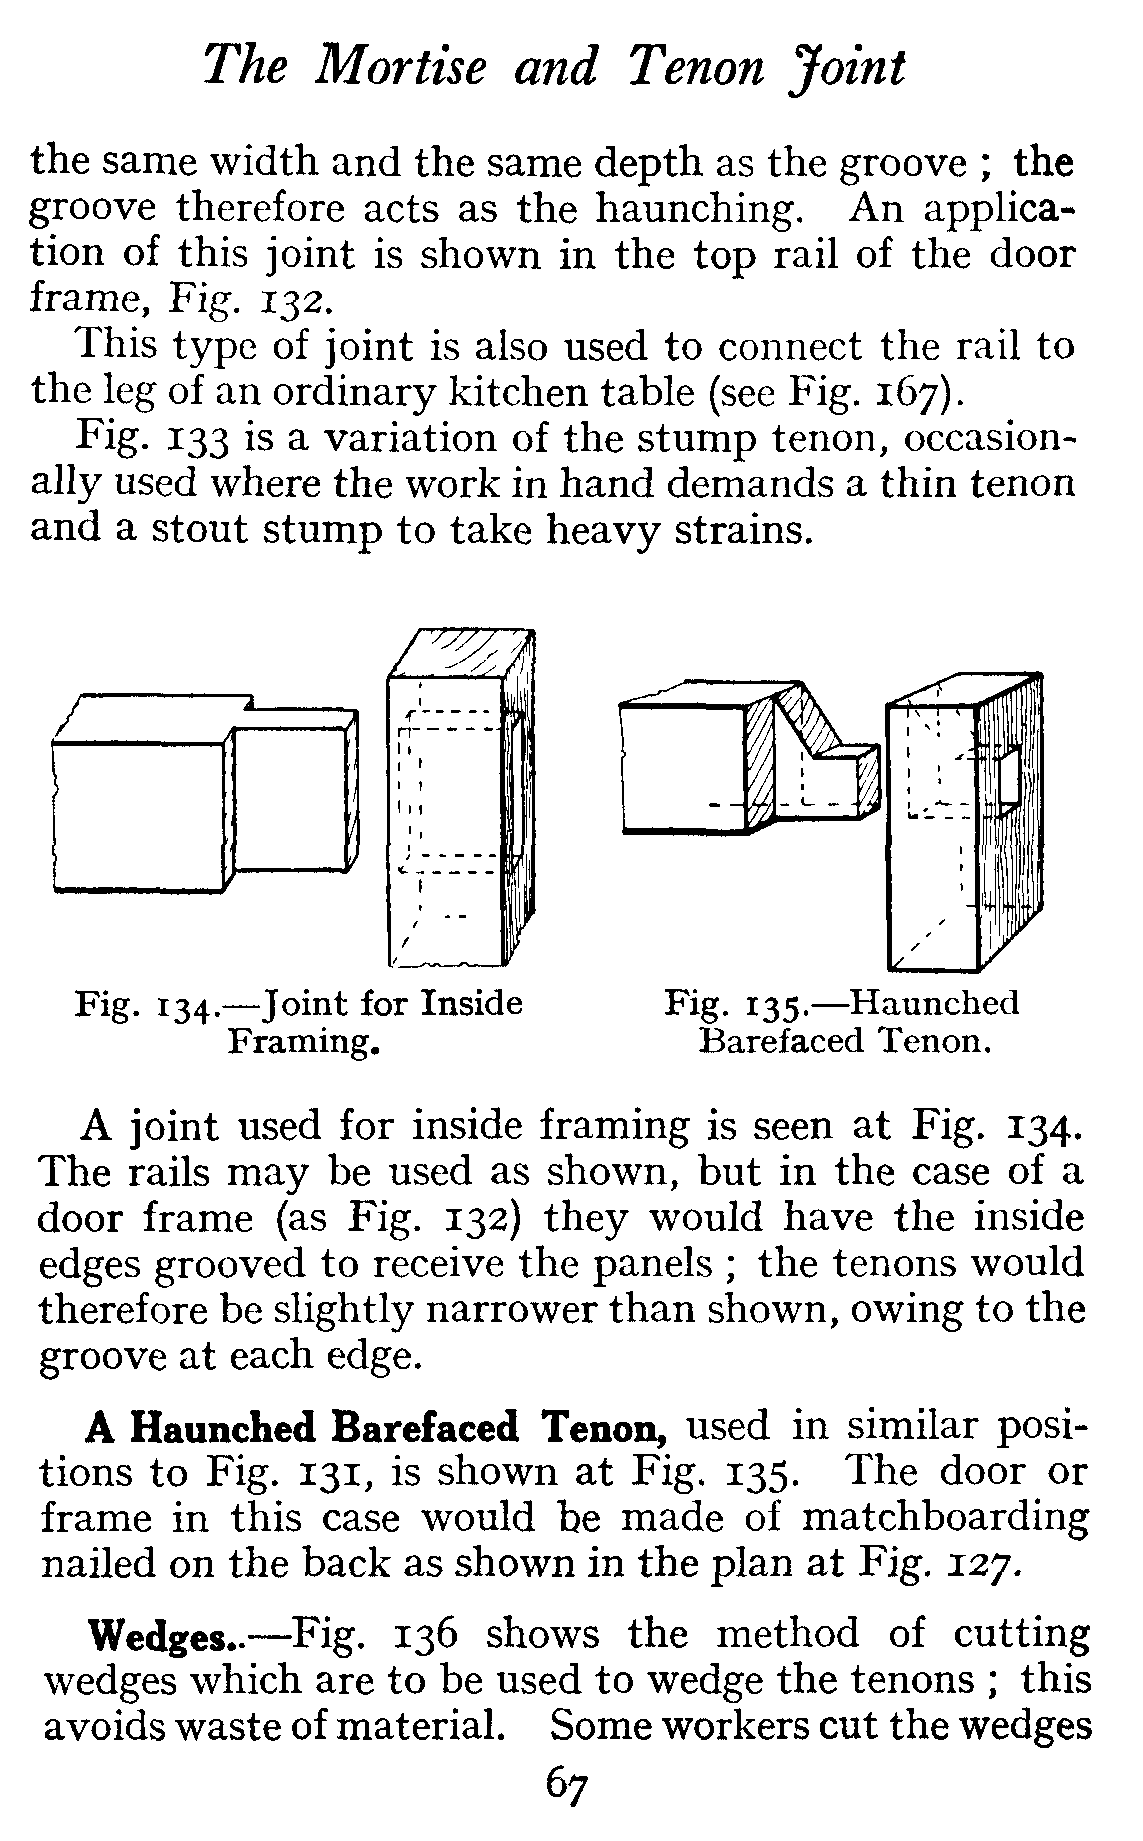 The Mortise and Tenon Joint
the same width and the same depth as the groove ; the
groove therefore acts as the haunching. An applica-
tion of this joint is shown in the top rail of the door
frame, Fig. 132.
This type of joint is also used to connect the rail to
the leg of an ordinary kitchen table (see Fig. 167).
Fig. 133 is a variation of the stump tenon, occasion-
ally used where the work in hand demands a thin tenon
and a stout stump to take heavy strains.
Fig. 134.—Joint for Inside
Framing.
Fig. 135.—Haunched
Barefaced Tenon.
A joint used for inside framing is seen at Fig. 134.
The rails may be used as shown, but in the case of a
door frame (as Fig. 132) they would have the inside
edges grooved to receive the panels ; the tenons would
therefore be slightly narrower than shown, owing to the
groove at each edge.
A Haunched Barefaced Tenon, used in similar posi-
tions to Fig. 131, is shown at Fig. 135. The door or
frame in this case would be made of matchboarding
nailed on the back as shown in the plan at Fig. 127.
Wedges..—Fig. 136 shows the method of cutting
wedges which are to be used to wedge the tenons ; this
avoids waste of material. Some workers cut the wedges
67